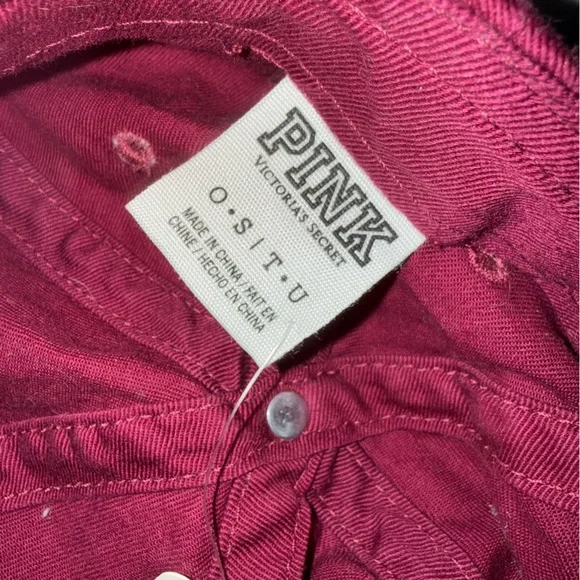 PINK
VICTORIA'S SECRET
O • S | T • U
MADE IN CHINA / FAIT EN
CHINE / HECHO EN CHINA